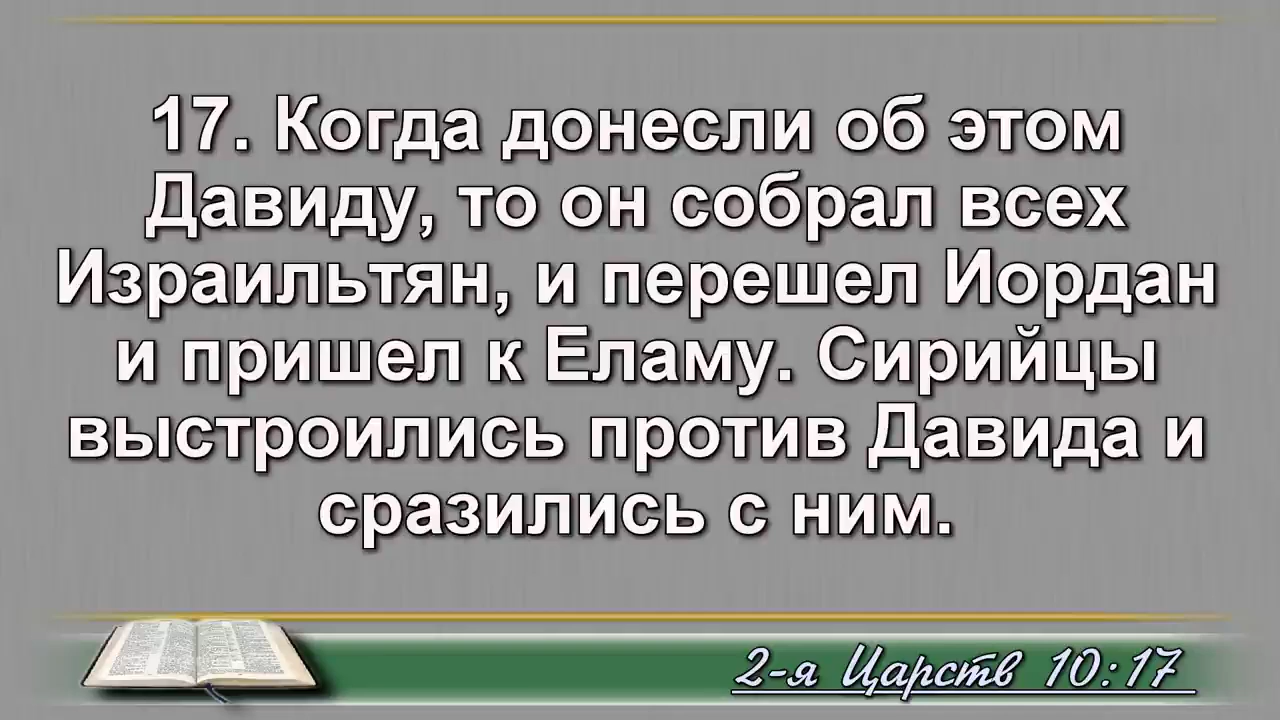 17. Когда донесли об этом
Давиду, то он собрал всех
Израильтян, и перешел Иордан
и пришел к Еламу. Сирийцы
выстроились против Давида и
сразились с ним.
2-я Царств 10:17